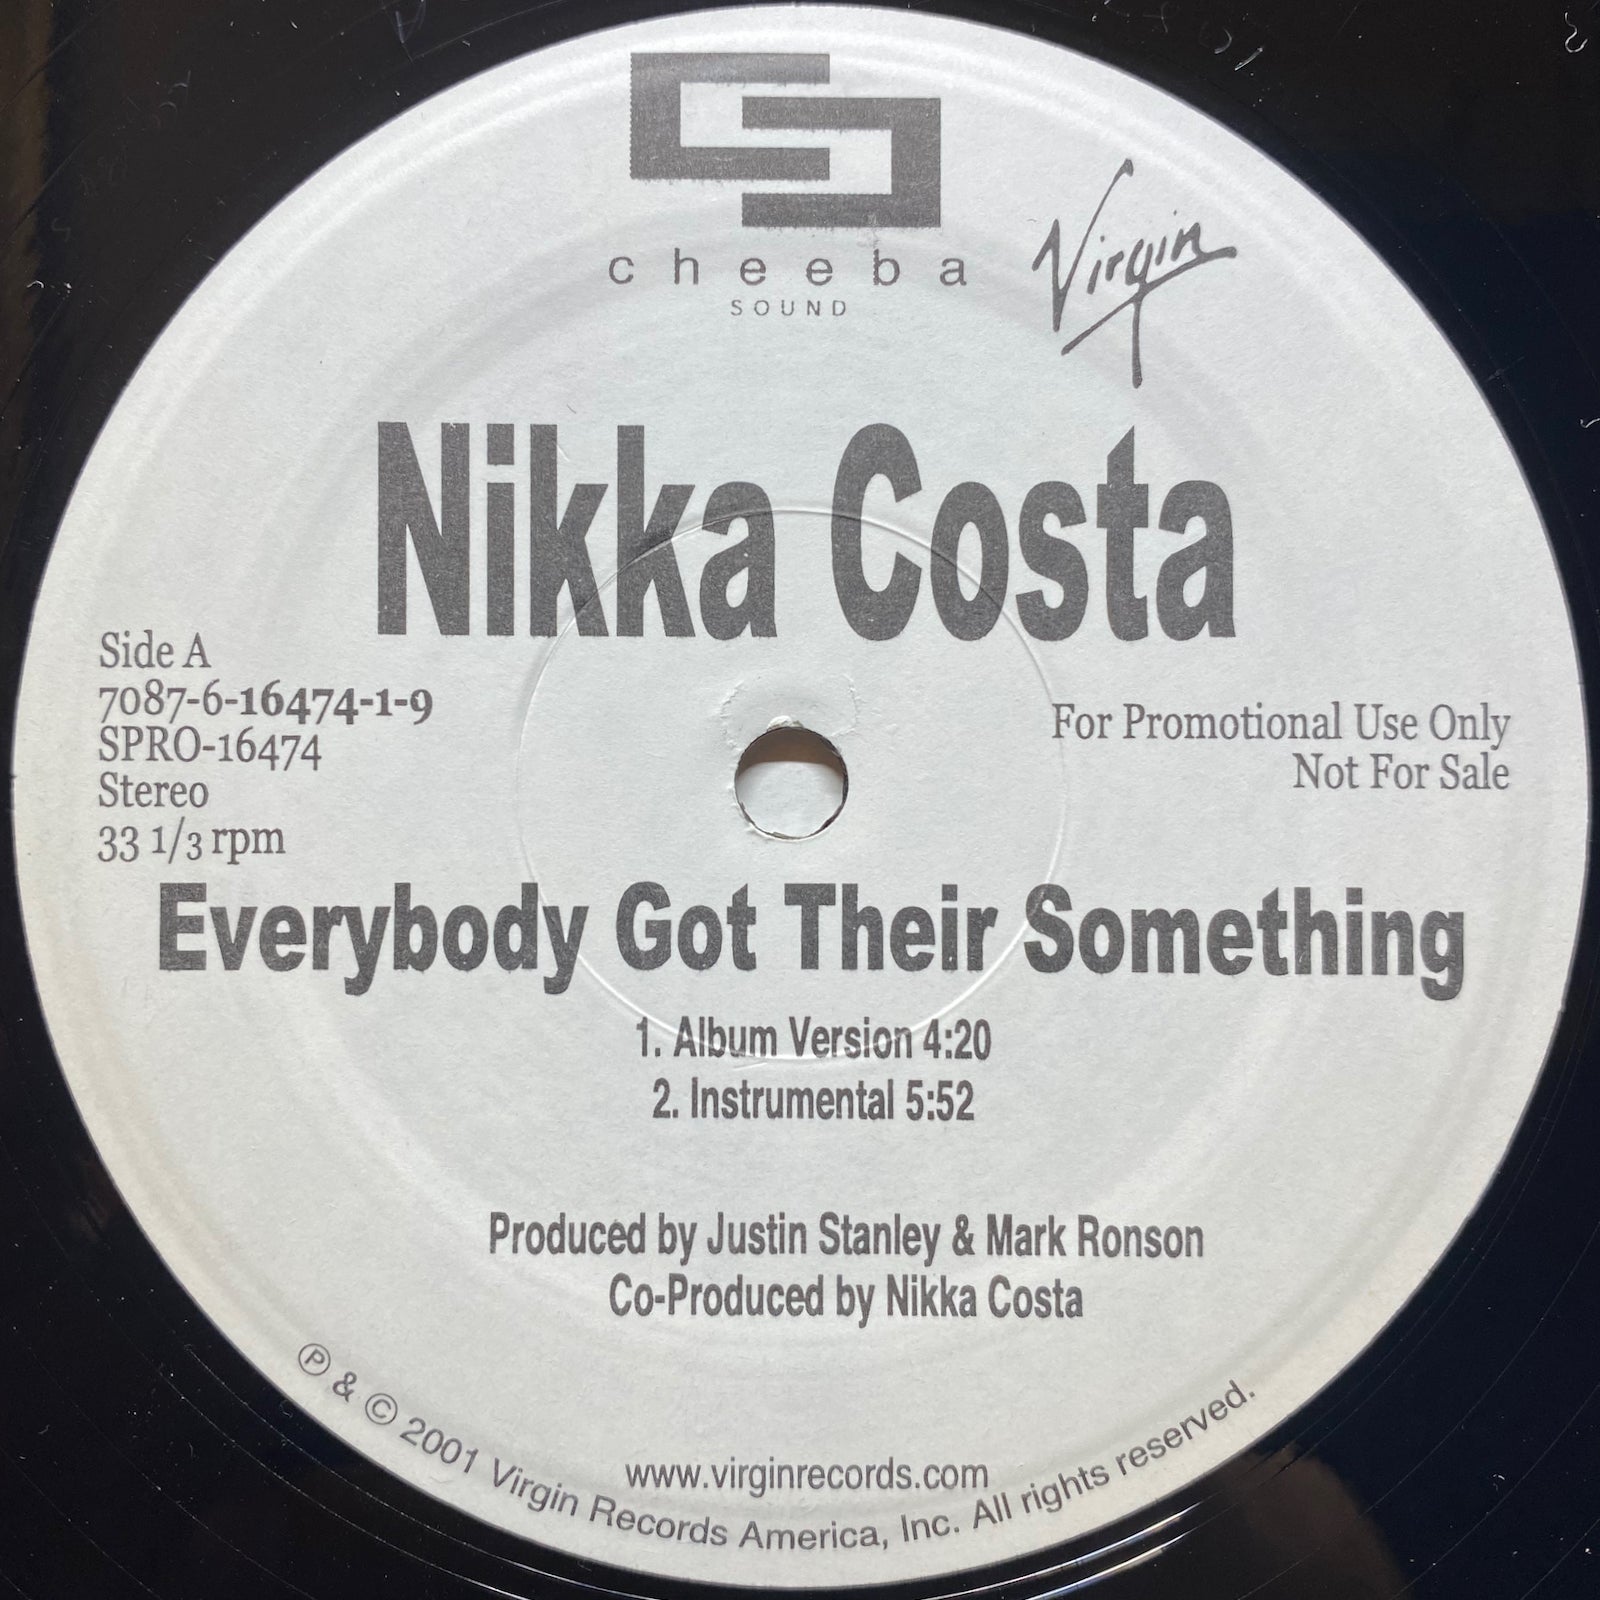 cheeba
SOUND
Virgin
Nikka Costa
Side A
7087-6-16474-1-9
SPRO-16474
Stereo
33 1/3 rpm
For Promotional Use Only
Not For Sale
Everybody Got Their Something
1. Album Version 4:20
2. Instrumental 5:52
Produced by Justin Stanley & Mark Ronson
Co-Produced by Nikka Costa
www.virginrecords.com
℗ & © 2001 Virgin Records America, Inc. All rights reserved.